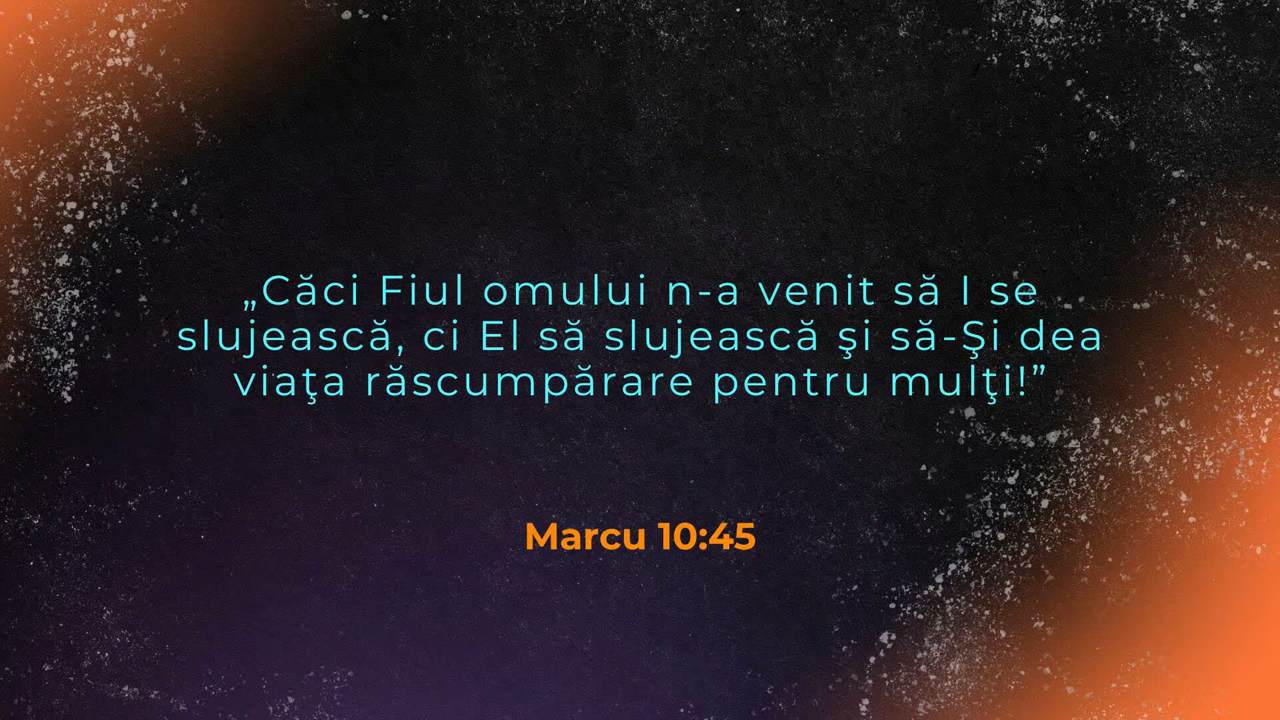 „Căci Fiul omului n-a venit să I se
slujească, ci El să slujească şi să-Şi dea
viaţa răscumpărare pentru mulţi!”
Marcu 10:45